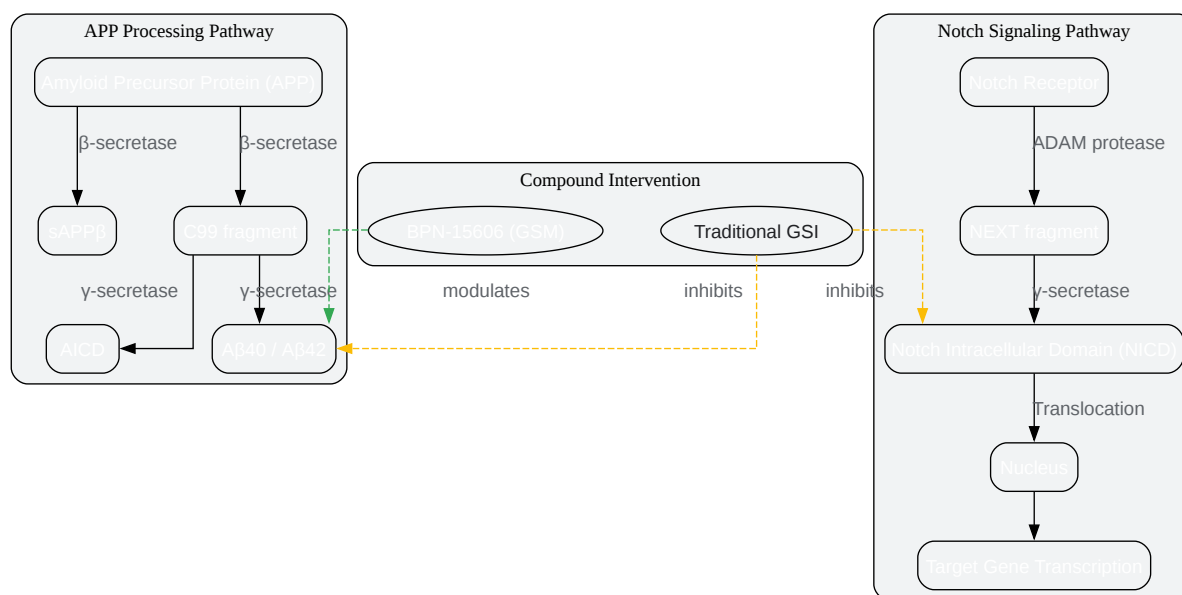 APP Processing Pathway
Amyloid Precursor Protein (APP)
β-secretase
β-secretase
sAPPβ
C99 fragment
γ-secretase
γ-secretase
AICD
Aβ40 / Aβ42
Compound Intervention
BPN-15606 (GSM)
Traditional GSI
modulates
inhibits
inhibits
Notch Signaling Pathway
Notch Receptor
ADAM protease
NEXT fragment
γ-secretase
Notch Intracellular Domain (NICD)
Translocation
Nucleus
Target Gene Transcription